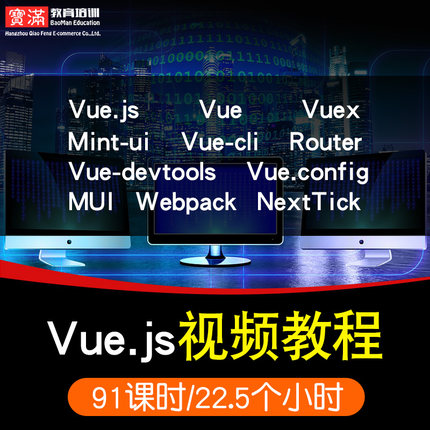 寶滿 教育培训
BaoMan Education
Hangzhou Qiao Feng E-commerce Co.,Ltd.
Vue.js Vue Vuex
Mint-ui Vue-cli Router
Vue-devtools Vue.config
MUI Webpack NextTick
Vue.js视频教程
91课时/22.5个小时